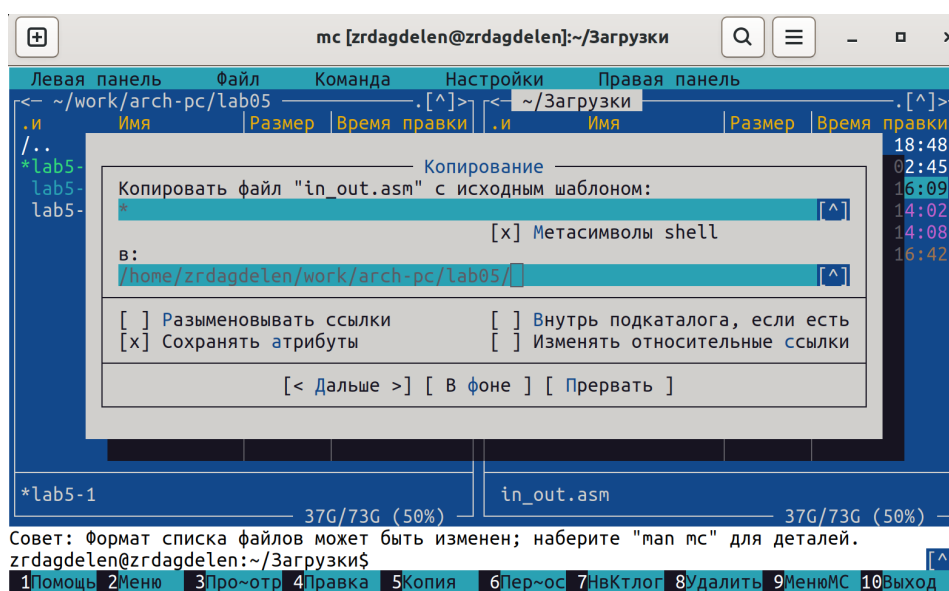 mc [zrdagdelen@zrdagdelen]:~/Загрузки
Левая панель Файл Команда Настройки Правая панель
<— ~/work/arch-pc/lab05 .[^]> <— ~/Загрузки .[^]>
.и Имя Размер Время правки .и Имя Размер Время правки
/.. 18:48
*lab5- Копирование 02:45
lab5- Копировать файл "in_out.asm" с исходным шаблоном: 16:09
lab5- * [^] 14:02
[x] Метасимволы shell 14:08
в: 16:42
/home/zrdagdelen/work/arch-pc/lab05/ [^]
[ ] Разыменовывать ссылки [ ] Внутрь подкаталога, если есть
[x] Сохранять атрибуты [ ] Изменять относительные ссылки
[< Дальше >] [ В фоне ] [ Прервать ]
*lab5-1 in_out.asm
37G/73G (50%) 37G/73G (50%)
Совет: Формат списка файлов может быть изменен; наберите "man mc" для деталей.
zrdagdelen@zrdagdelen:~/Загрузки$ [^
1Помощь 2Меню 3Про~отр 4Правка 5Копия 6Пер~ос 7НвКтлог 8Удалить 9МенюМС 10Выход